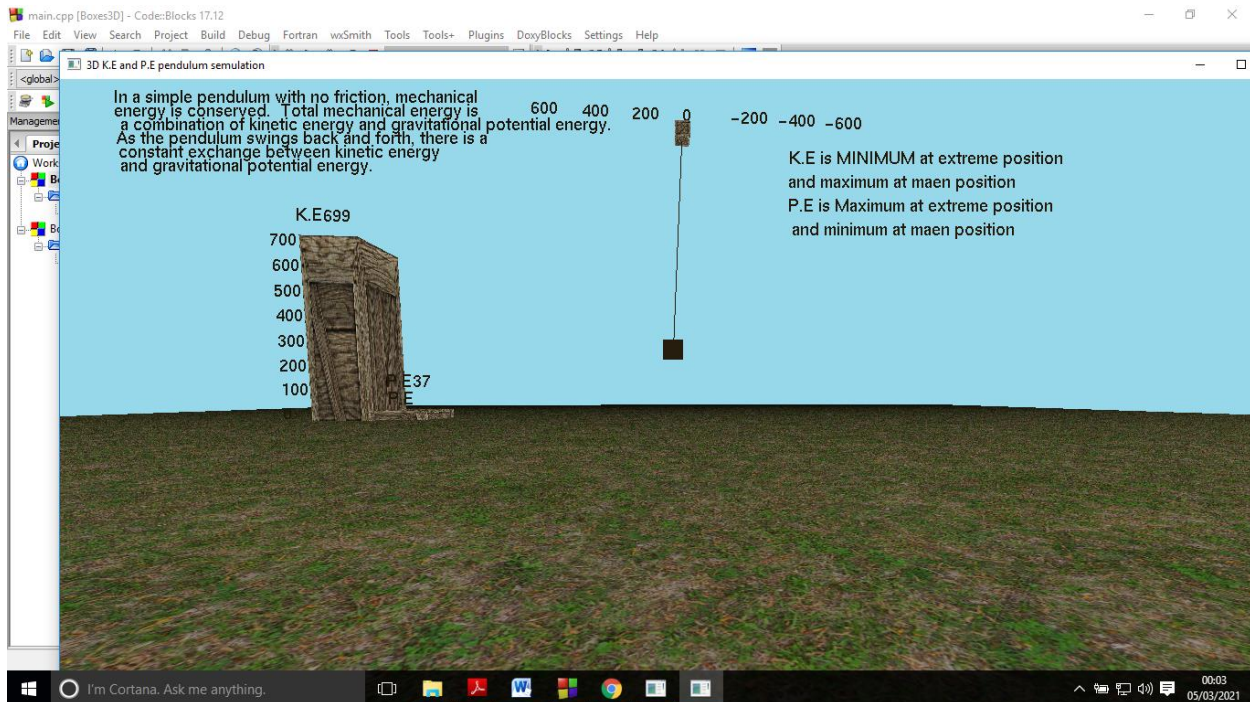 main.cpp [Boxes3D] - Code::Blocks 17.12
File Edit View Search Project Build Debug Fortran wxSmith Tools Tools+ Plugins DoxyBlocks Settings Help
<global>
3D K.E and P.E pendulum semulation
Manageme
Proje
Work
In a simple pendulum with no friction, mechanical
energy is conserved. Total mechanical energy is
a combination of kinetic energy and gravitational potential energy.
As the pendulum swings back and forth, there is a
constant exchange between kinetic energy
and gravitational potential energy.
600 400 200 0 -200 -400 -600
K.E is MINIMUM at extreme position
and maximum at maen position
P.E is Maximum at extreme position
and minimum at maen position
K.E699
700
600
500
400
300
200
100
P.E37
P.E
I'm Cortana. Ask me anything.
00:03
05/03/2021